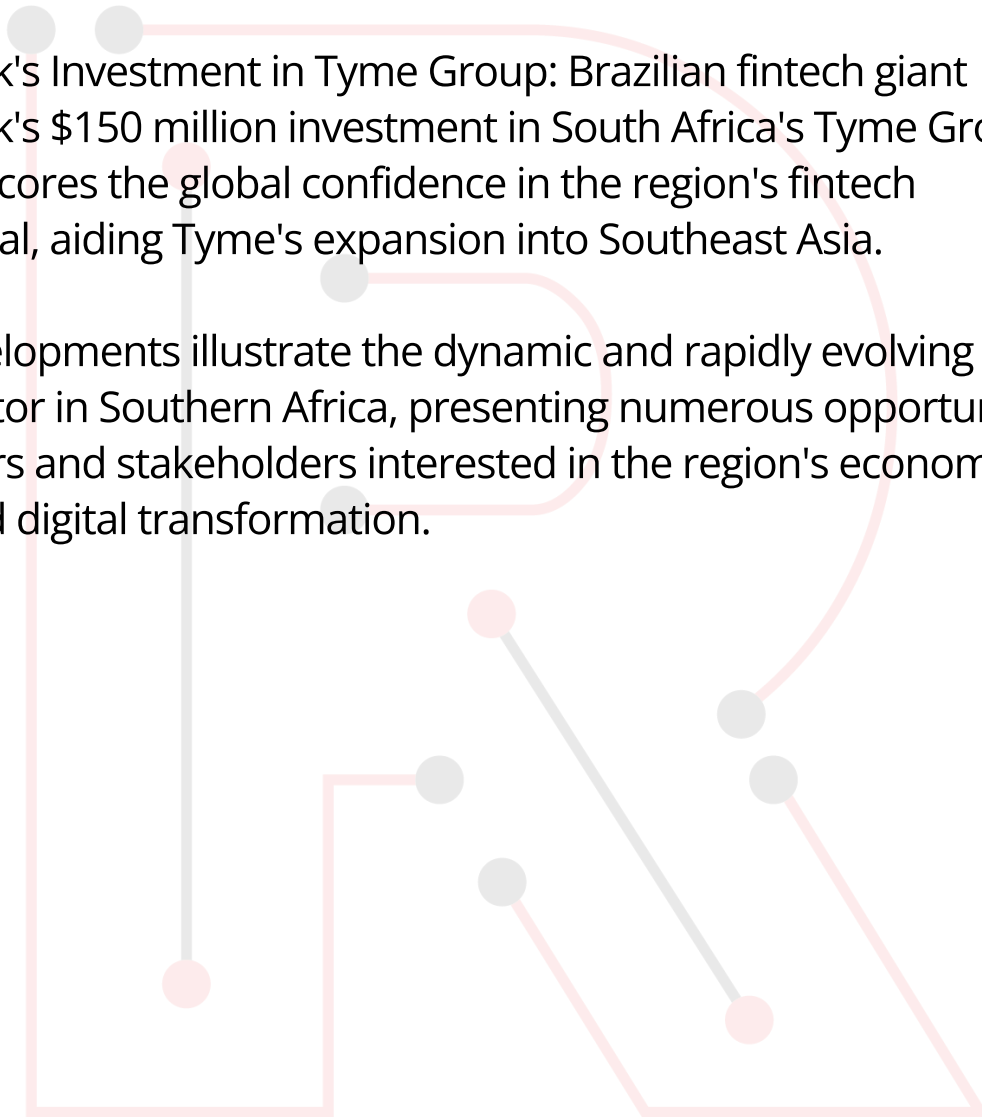 k's Investment in Tyme Group: Brazilian fintech giant
k's $150 million investment in South Africa's Tyme Gro
cores the global confidence in the region's fintech
al, aiding Tyme's expansion into Southeast Asia.
elopments illustrate the dynamic and rapidly evolving
tor in Southern Africa, presenting numerous opportun
rs and stakeholders interested in the region's econom
d digital transformation.